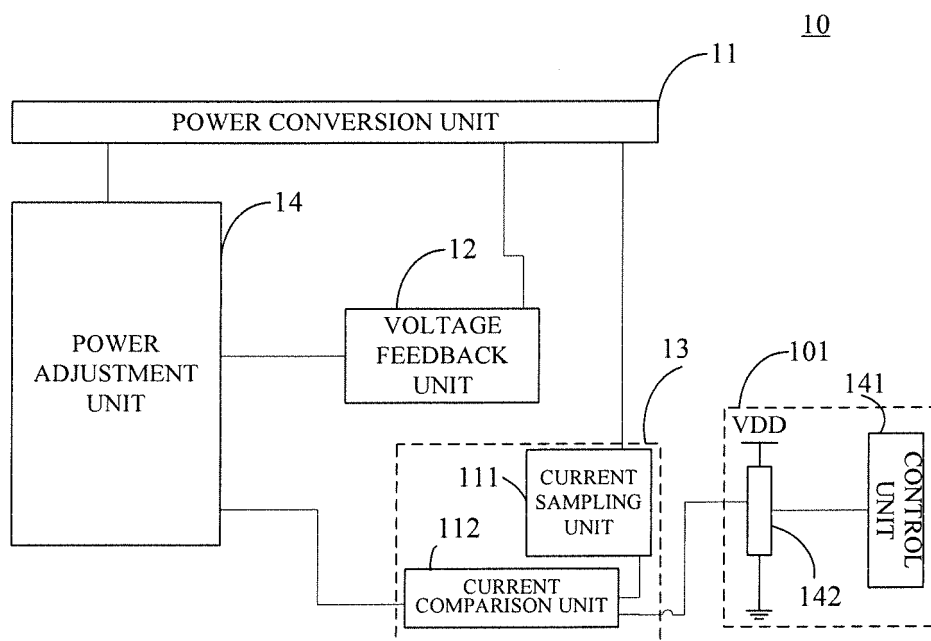 10
11
POWER CONVERSION UNIT
14
12
VOLTAGE
FEEDBACK
UNIT
POWER
ADJUSTMENT
UNIT
13
101
141
VDD
111
CURRENT
SAMPLING
UNIT
CONTROL
UNIT
112
142
CURRENT
COMPARISON UNIT